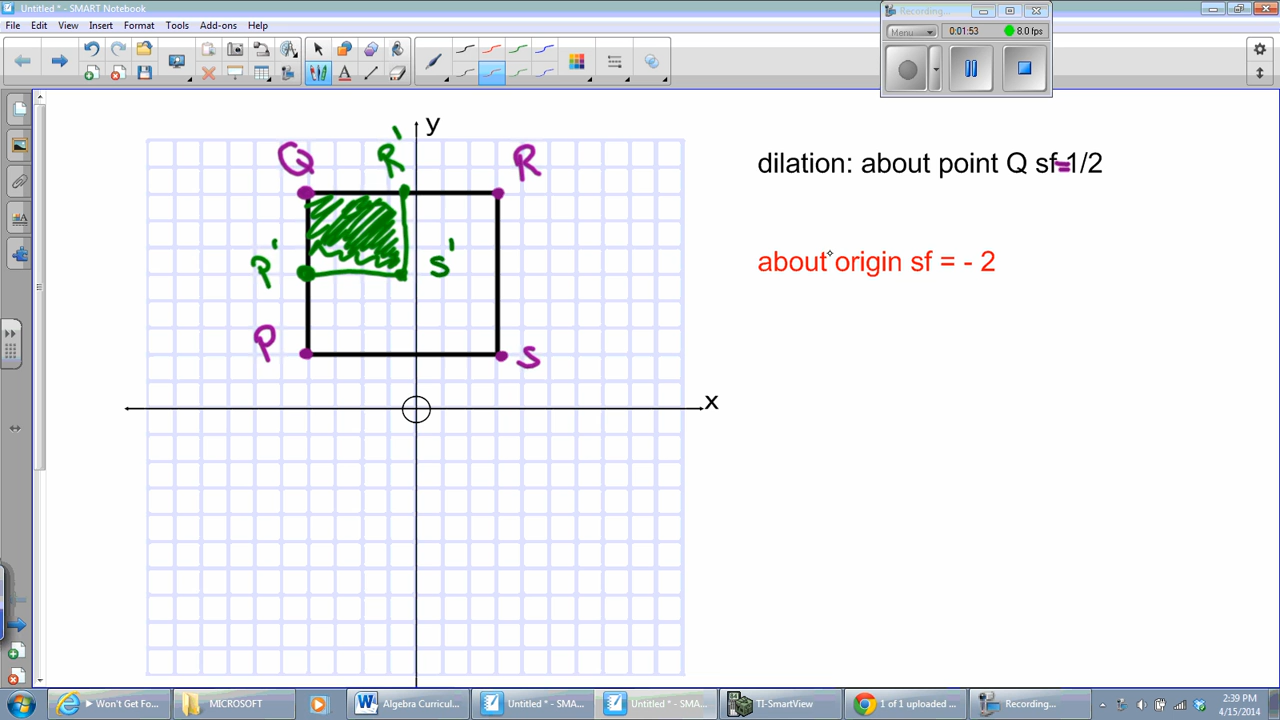 Untitled * - SMART Notebook
Recording...
File Edit View Insert Format Tools Add-ons Help
Menu 0:01:53 8.0 fps
y
Q R' R
dilation: about point Q sf=1/2
P' S'
about origin sf = - 2
P S
x
Won't Get Fo... MICROSOFT Algebra Curricul... Untitled * - SMA... Untitled * - SMA... TI-SmartView 1 of 1 uploaded ... Recording...
2:39 PM
4/15/2014